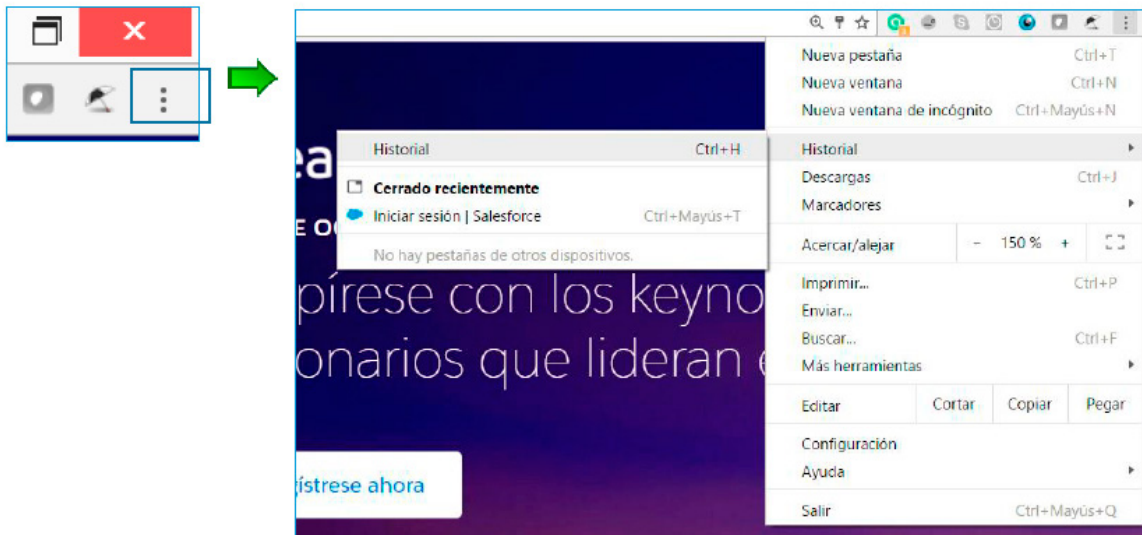 Nueva pestaña Ctrl+T
Nueva ventana Ctrl+N
Nueva ventana de incógnito Ctrl+Mayús+N
Historial
Descargas Ctrl+J
Marcadores
Acercar/alejar - 150 % +
Imprimir... Ctrl+P
Enviar...
Buscar... Ctrl+F
Más herramientas
Editar Cortar Copiar Pegar
Configuración
Ayuda
Salir Ctrl+Mayús+Q
Historial Ctrl+H
Cerrado recientemente
Iniciar sesión | Salesforce Ctrl+Mayús+T
No hay pestañas de otros dispositivos.
ea
E O
pírese con los keyno
onarios que lideran e
gístrese ahora